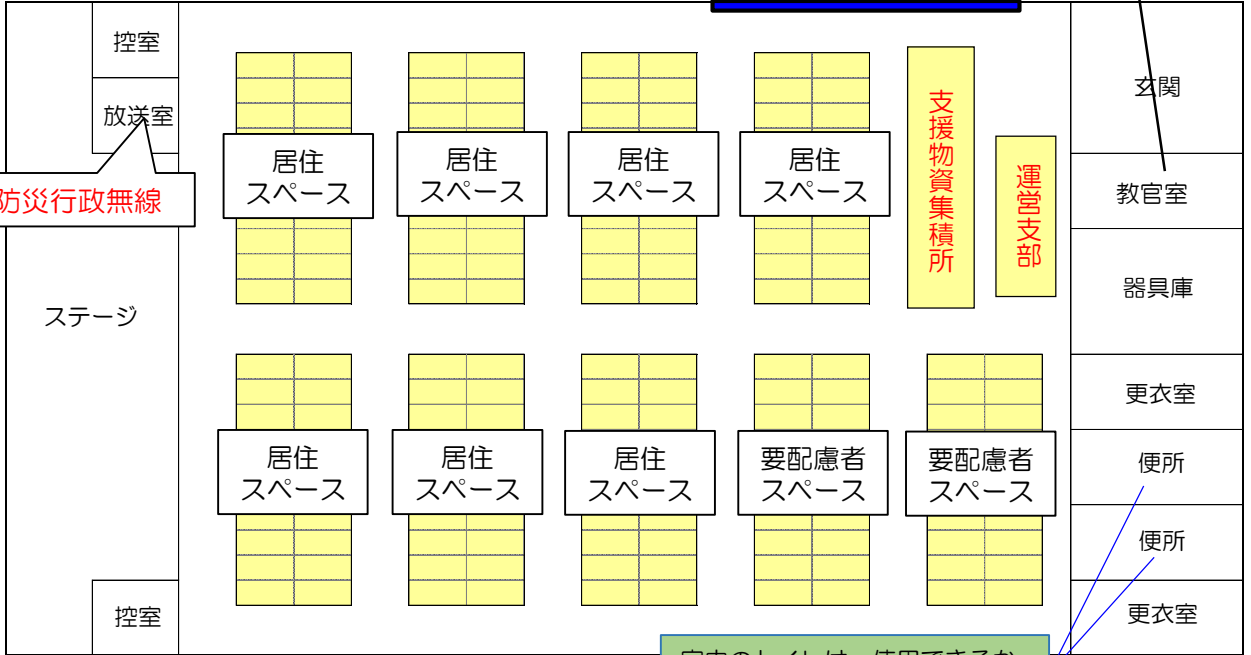 控室
放送室
防災行政無線
ステージ
控室
居住
スペース
居住
スペース
居住
スペース
居住
スペース
支援物資集積所
運営支部
居住
スペース
居住
スペース
居住
スペース
要配慮者
スペース
要配慮者
スペース
玄関
教官室
器具庫
更衣室
便所
便所
更衣室